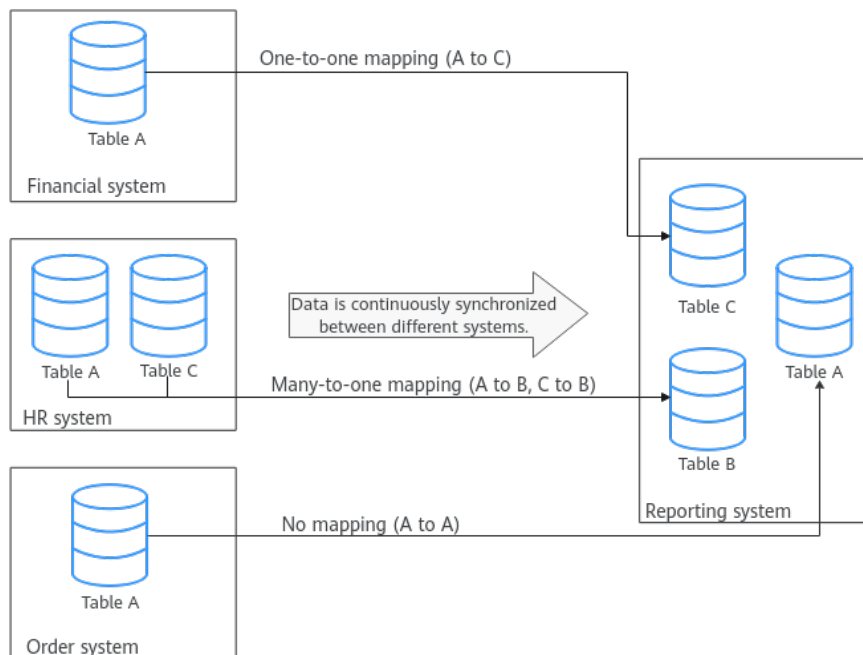 One-to-one mapping (A to C)
Table A
Financial system
Data is continuously synchronized
between different systems.
Table C
Table A
Table C
Table A
Many-to-one mapping (A to B, C to B)
HR system
Table B
Reporting system
No mapping (A to A)
Table A
Order system